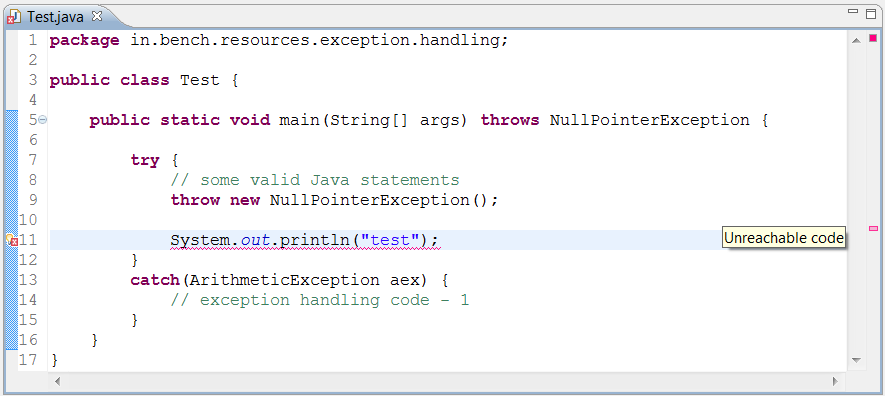 Test.java
1 package in.bench.resources.exception.handling;
2
3 public class Test {
4
5 public static void main(String[] args) throws NullPointerException {
6
7 try {
8 // some valid Java statements
9 throw new NullPointerException();
10
11 System.out.println("test");
Unreachable code
12 }
13 catch(ArithmeticException aex) {
14 // exception handling code - 1
15 }
16 }
17 }